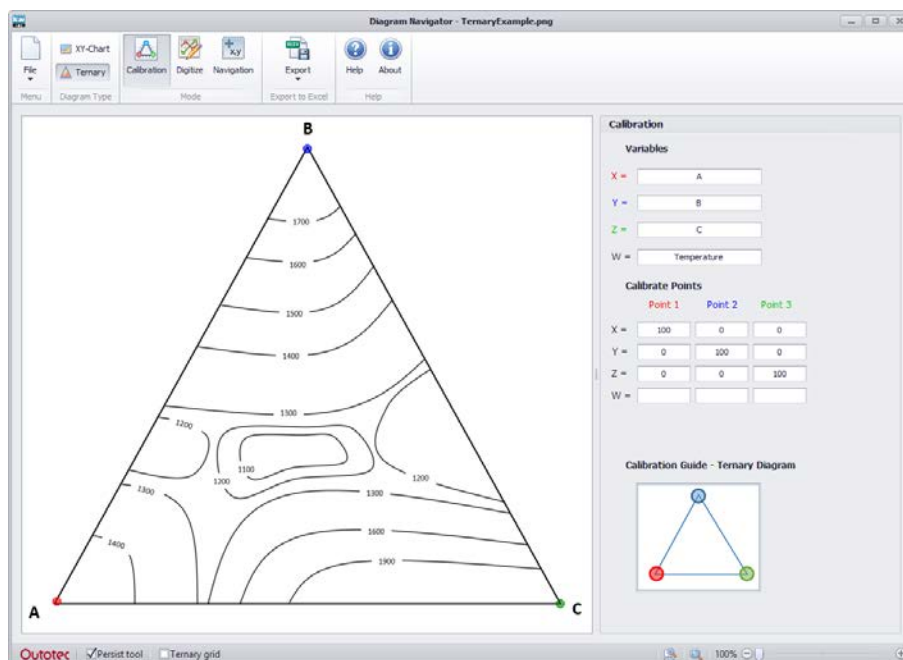 Diagram Navigator - TernaryExample.png
File
XY-Chart
Ternary
Calibration
Digitize
Navigation
Export
Help
About
Menu
Diagram Type
Mode
Export to Excel
Help
B
1700
1600
1500
1400
1300
1200
1100
1200
1300
1200
1300
1400
1600
1900
A
C
Calibration
Variables
X = A
Y = B
Z = C
W = Temperature
Calibrate Points
Point 1 Point 2 Point 3
X = 100 0 0
Y = 0 100 0
Z = 0 0 100
W =
Calibration Guide - Ternary Diagram
Outotec Persist tool Ternary grid 100%